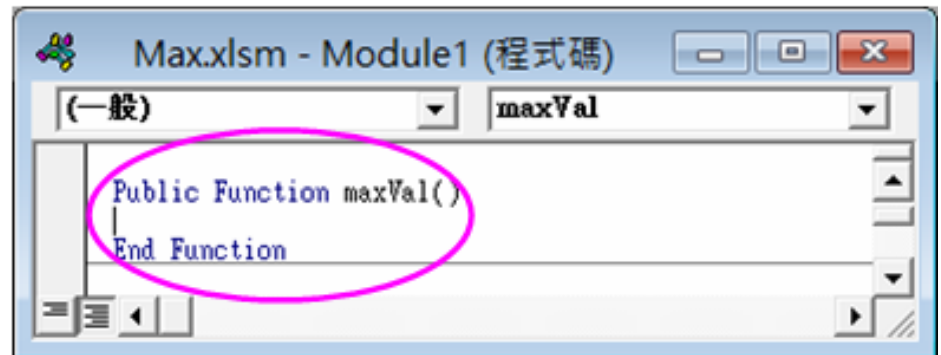 Max.xlsm - Module1 (程式碼)
(一般) maxVal
Public Function maxVal()
End Function